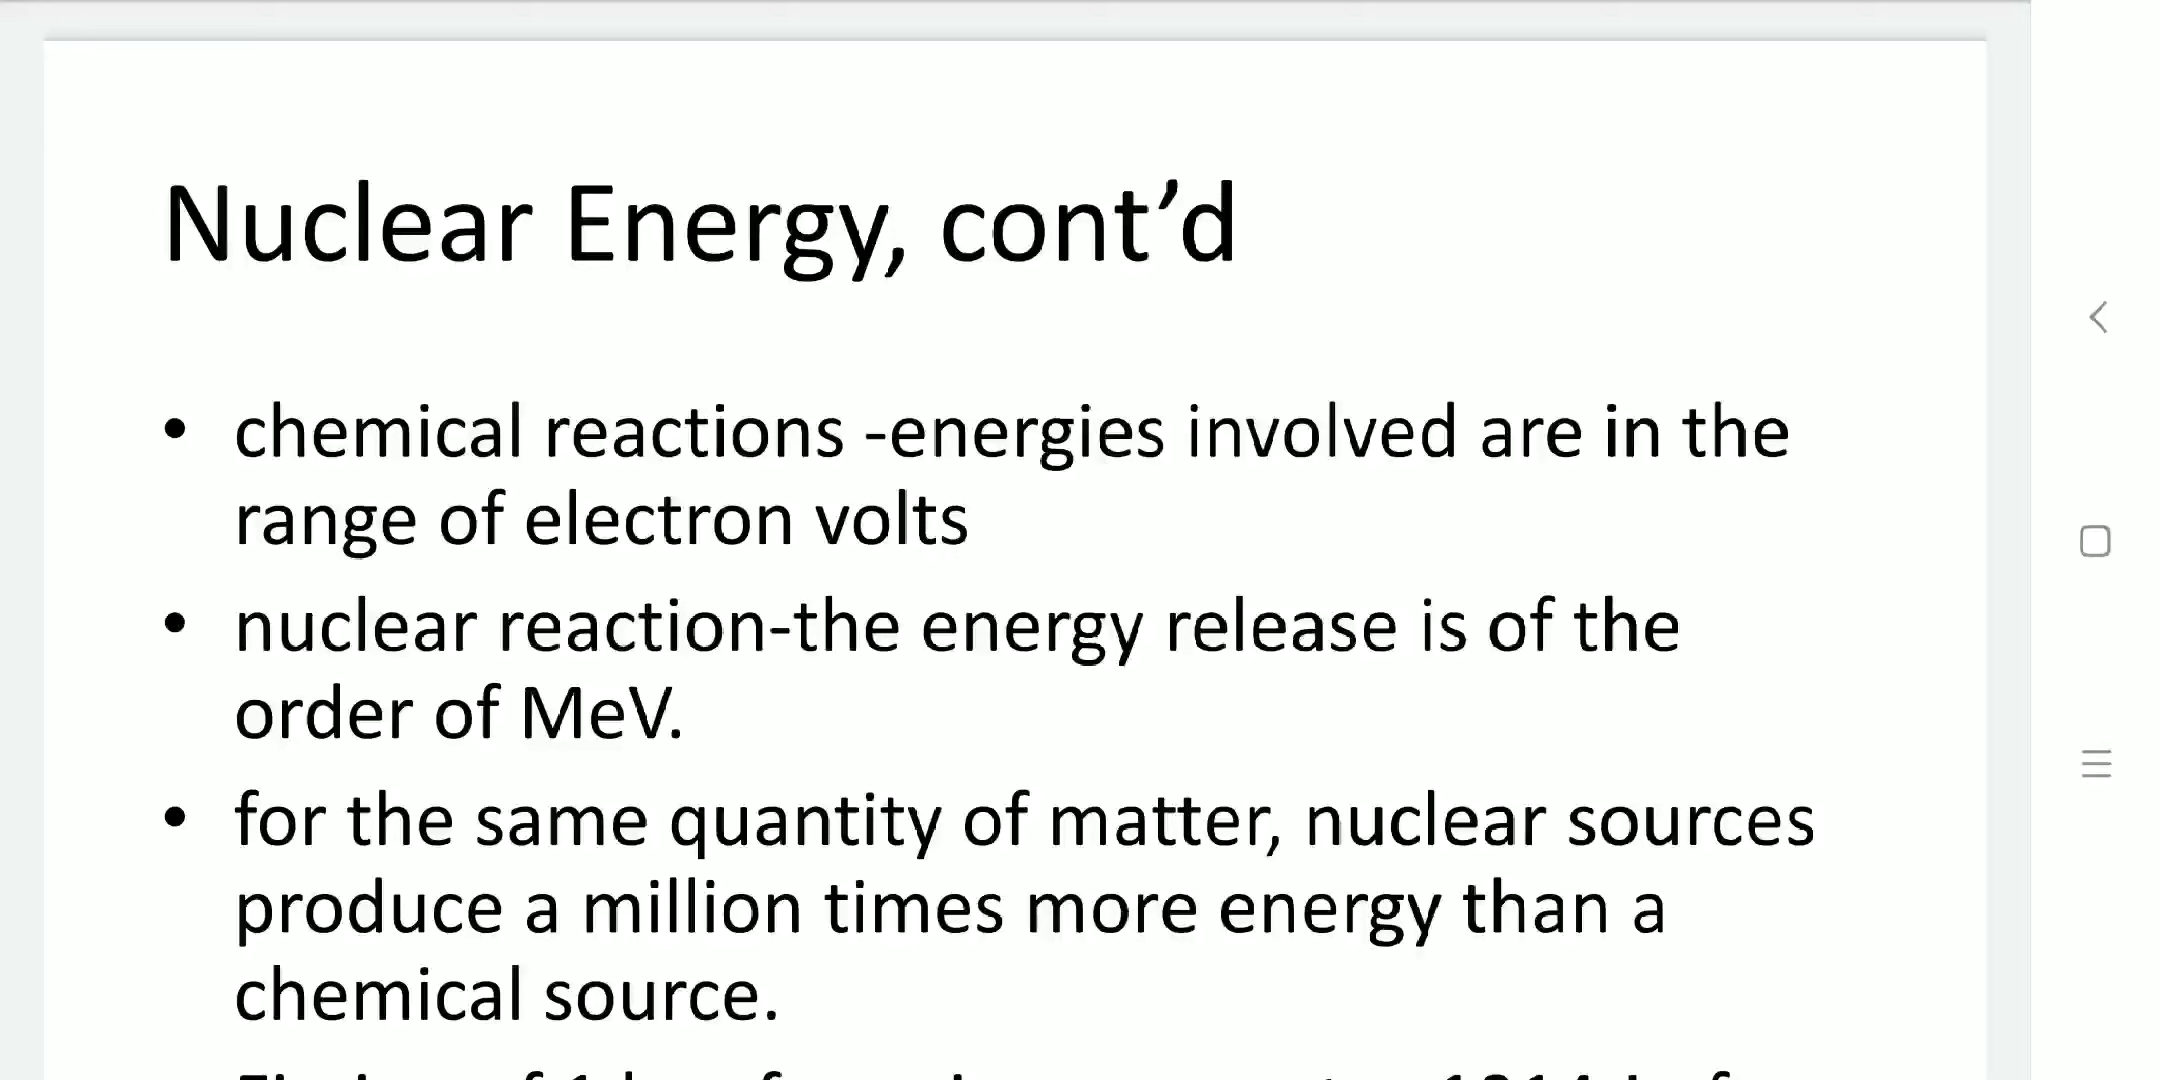 Nuclear Energy, cont’d
• chemical reactions -energies involved are in the
range of electron volts
• nuclear reaction-the energy release is of the
order of MeV.
• for the same quantity of matter, nuclear sources
produce a million times more energy than a
chemical source.